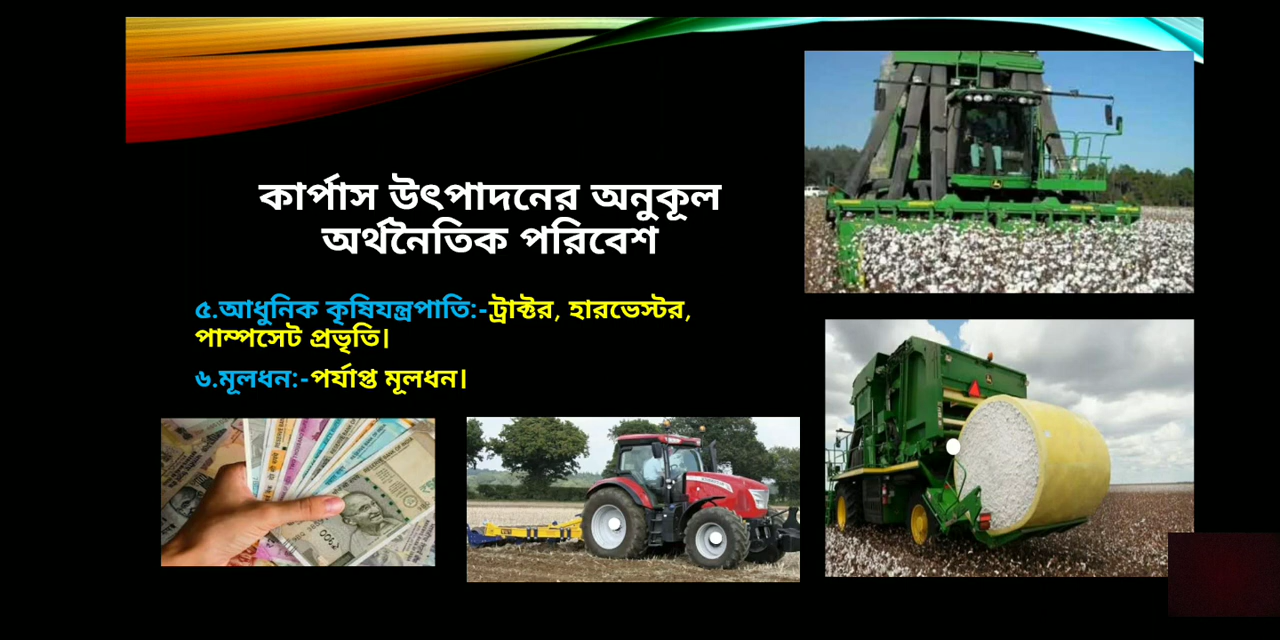 কার্পাস উৎপাদনের অনুকূল
অর্থনৈতিক পরিবেশ
৫.আধুনিক কৃষিযন্ত্রপাতি:-ট্রাক্টর, হারভেস্টর,
পাম্পসেট প্রভৃতি।
৬.মূলধন:-পর্যাপ্ত মূলধন।